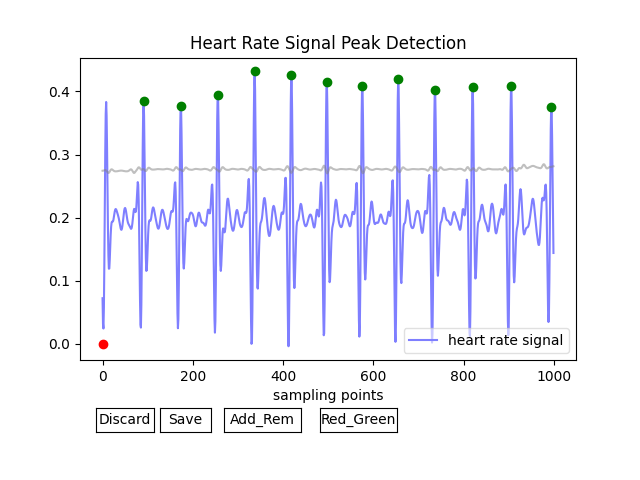 Heart Rate Signal Peak Detection
0.4
0.3
0.2
0.1
0.0
heart rate signal
0 200 400 600 800 1000
sampling points
Discard Save Add_Rem Red_Green